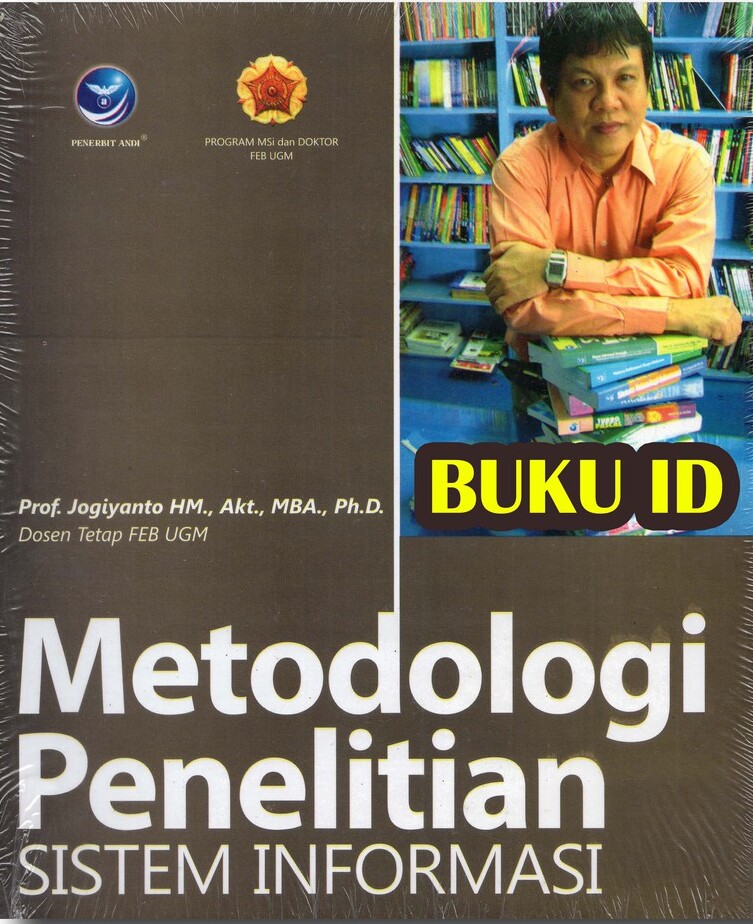 PENERBIT ANDI®
PROGRAM MSi dan DOKTOR
FEB UGM
BUKU ID
Prof. Jogiyanto HM., Akt., MBA., Ph.D.
Dosen Tetap FEB UGM
Metodologi
Penelitian
SISTEM INFORMASI